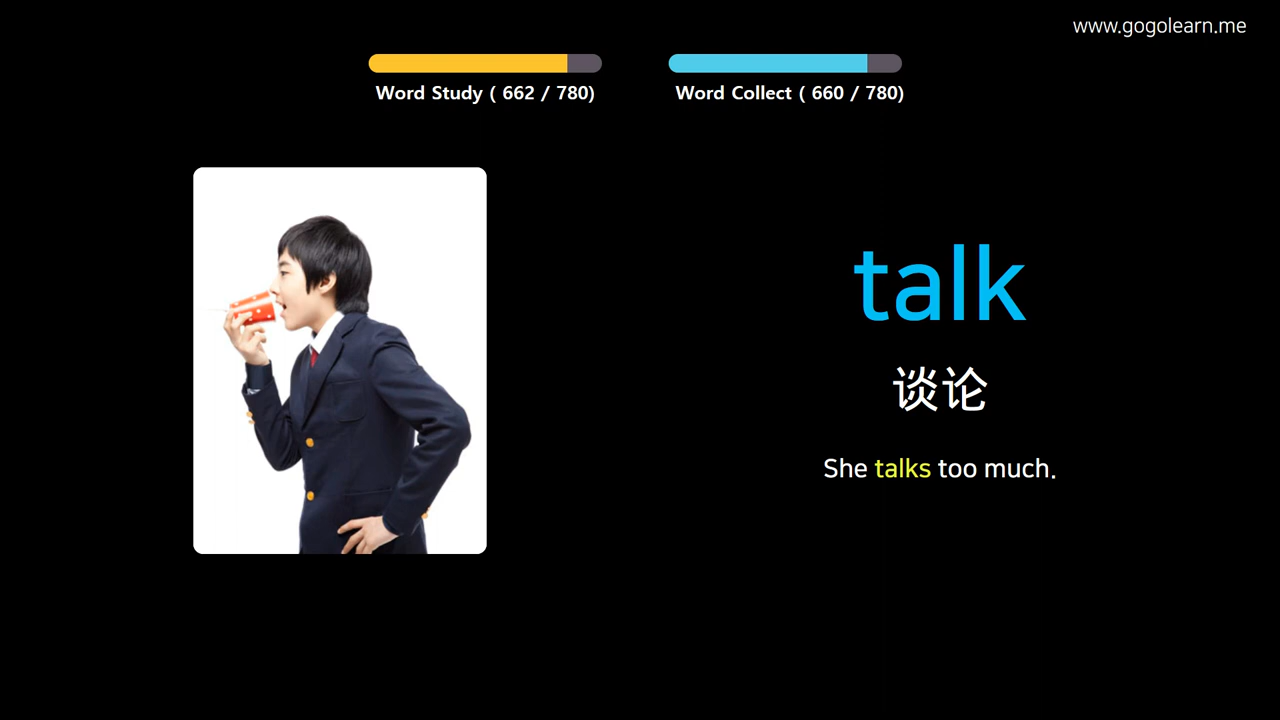 www.gogolearn.me
Word Study ( 662 / 780)
Word Collect ( 660 / 780)
talk
谈论
She talks too much.